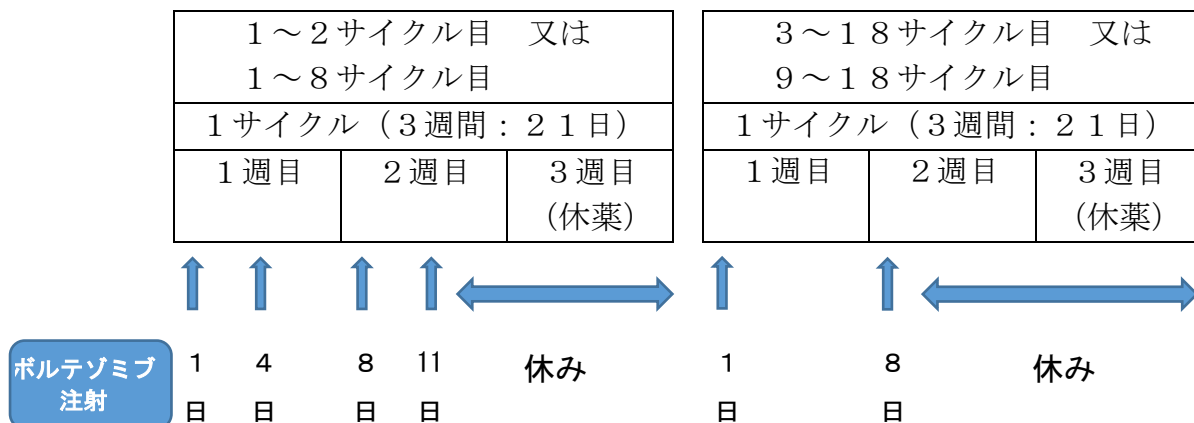 １～２サイクル目　又は
１～８サイクル目
１サイクル（３週間：２１日）
１週目
２週目
３週目
（休薬）
３～１８サイクル目　又は
９～１８サイクル目
１サイクル（３週間：２１日）
１週目
２週目
３週目
（休薬）
ボルテゾミブ
注射
1
日
4
日
8
日
11
日
休み
1
日
8
日
休み